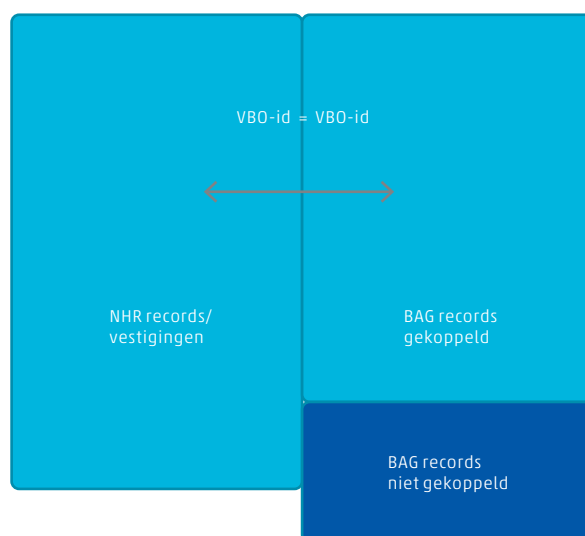 VBO-id = VBO-id
NHR records/
vestigingen
BAG records
gekoppeld
BAG records
niet gekoppeld